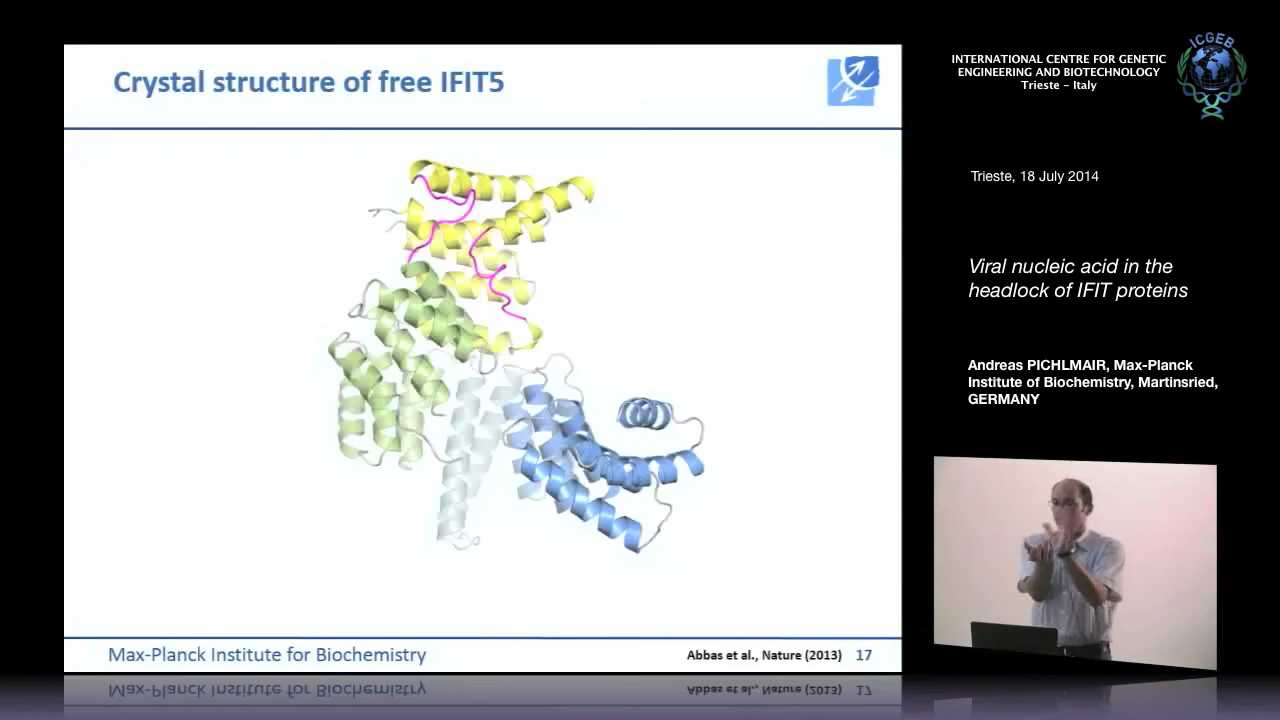 Crystal structure of free IFIT5
Max-Planck Institute for Biochemistry
Abbas et al., Nature (2013) 17
INTERNATIONAL CENTRE FOR GENETIC
ENGINEERING AND BIOTECHNOLOGY
Trieste – Italy
ICGEB
Trieste, 18 July 2014
Viral nucleic acid in the
headlock of IFIT proteins
Andreas PICHLMAIR, Max-Planck
Institute of Biochemistry, Martinsried,
GERMANY